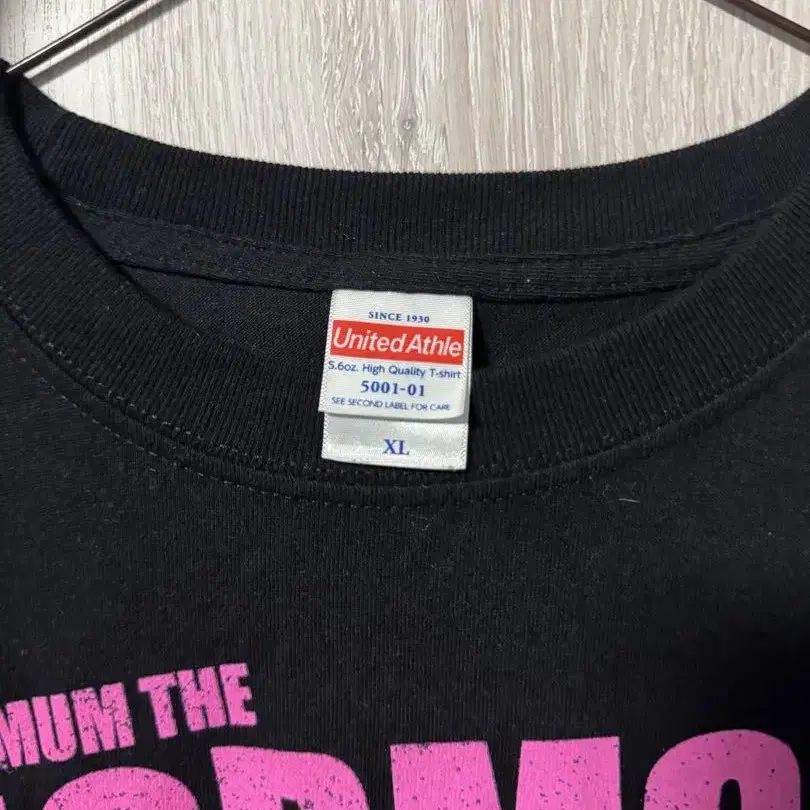 SINCE 1930
United Athle
5.6oz. High Quality T-shirt
5001-01
SEE SECOND LABEL FOR CARE
XL
MUM THE